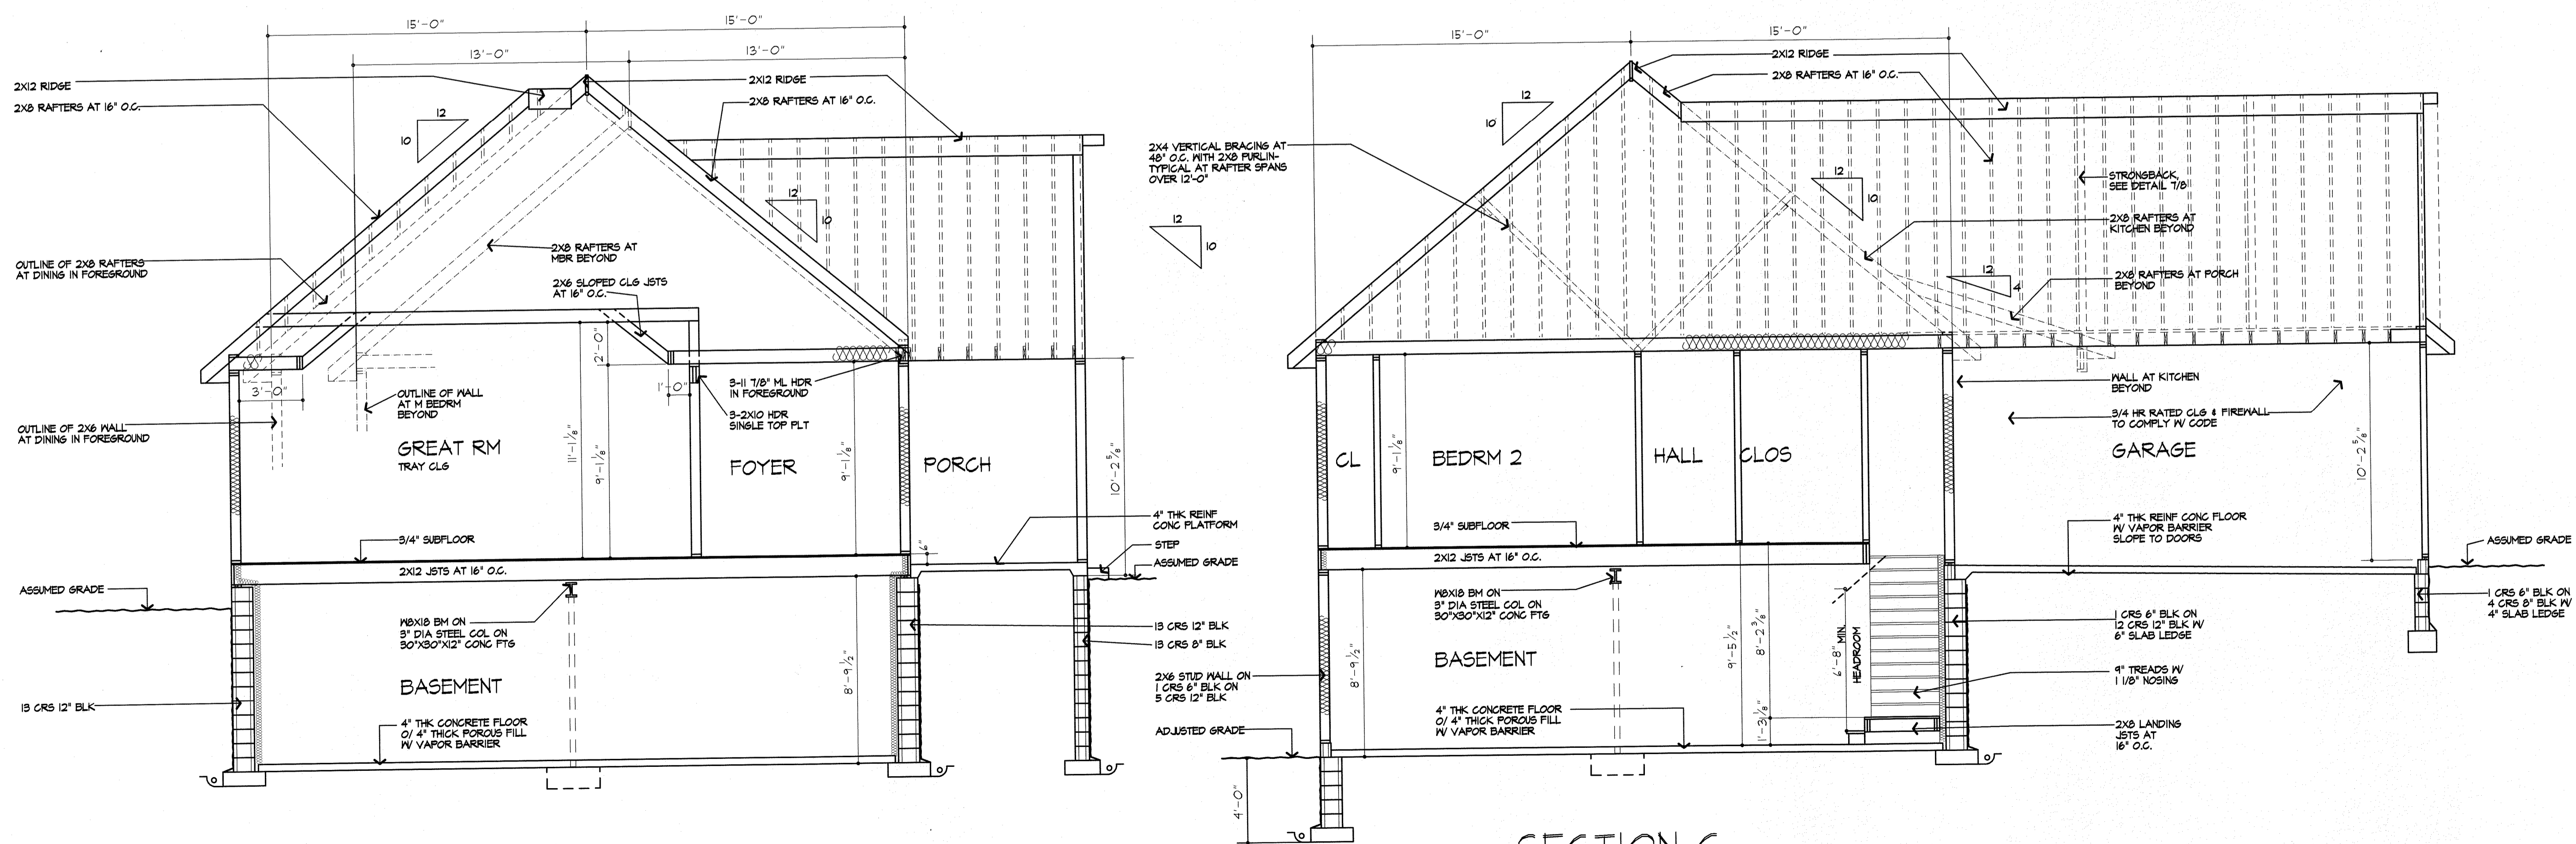 15'-0"
15'-0"
13'-0"
13'-0"
2X12 RIDGE
2X8 RAFTERS AT 16" O.C.
12
10
2X12 RIDGE
2X8 RAFTERS AT 16" O.C.
12
10
OUTLINE OF 2X8 RAFTERS
AT DINING IN FOREGROUND
2X8 RAFTERS AT
MBR BEYOND
2X6 SLOPED CLG JSTS
AT 16" O.C.
2'-0"
3'-0"
1'-0"
OUTLINE OF WALL
AT M BEDRM
BEYOND
3-11 7/8" ML HDR
IN FOREGROUND
3-2X10 HDR
SINGLE TOP PLT
OUTLINE OF 2X6 WALL
AT DINING IN FOREGROUND
GREAT RM
TRAY CLG
11'-1 1/8"
9'-1 1/8"
FOYER
9'-1 1/8"
PORCH
10'-2 5/8"
4" THK REINF
CONC PLATFORM
STEP
ASSUMED GRADE
6"
3/4" SUBFLOOR
2X12 JSTS AT 16" O.C.
ASSUMED GRADE
W8X18 BM ON
3" DIA STEEL COL ON
30"X30"X12" CONC FTG
13 CRS 12" BLK
13 CRS 8" BLK
BASEMENT
8'-9 1/2"
13 CRS 12" BLK
4" THK CONCRETE FLOOR
O/ 4" THICK POROUS FILL
W/ VAPOR BARRIER
15'-0"
15'-0"
2X12 RIDGE
2X8 RAFTERS AT 16" O.C.
12
10
2X4 VERTICAL BRACING AT
48" O.C. WITH 2X8 PURLIN-
TYPICAL AT RAFTER SPANS
OVER 12'-0"
12
10
12
10
STRONGBACK,
SEE DETAIL 7/8
2X8 RAFTERS AT
KITCHEN BEYOND
12
4
2X8 RAFTERS AT PORCH
BEYOND
WALL AT KITCHEN
BEYOND
3/4 HR RATED CLG & FIREWALL
TO COMPLY W/ CODE
CL
9'-1 1/8"
BEDRM 2
HALL
CLOS
GARAGE
10'-2 5/8"
3/4" SUBFLOOR
2X12 JSTS AT 16" O.C.
4" THK REINF CONC FLOOR
W/ VAPOR BARRIER
SLOPE TO DOORS
ASSUMED GRADE
W8X18 BM ON
3" DIA STEEL COL ON
30"X30"X12" CONC FTG
1 CRS 6" BLK ON
4 CRS 8" BLK W/
4" SLAB LEDGE
1 CRS 6" BLK ON
12 CRS 12" BLK W/
6" SLAB LEDGE
BASEMENT
8'-9 1/2"
9'-5 1/2"
8'-2 3/8"
6'-8" MIN.
HEADROOM
1'-3 1/8"
2X6 STUD WALL ON
1 CRS 6" BLK ON
5 CRS 12" BLK
9" TREADS W/
1 1/8" NOSING
4" THK CONCRETE FLOOR
O/ 4" THICK POROUS FILL
W/ VAPOR BARRIER
2X8 LANDING
JSTS AT
16" O.C.
ADJUSTED GRADE
4'-0"
SECTION C